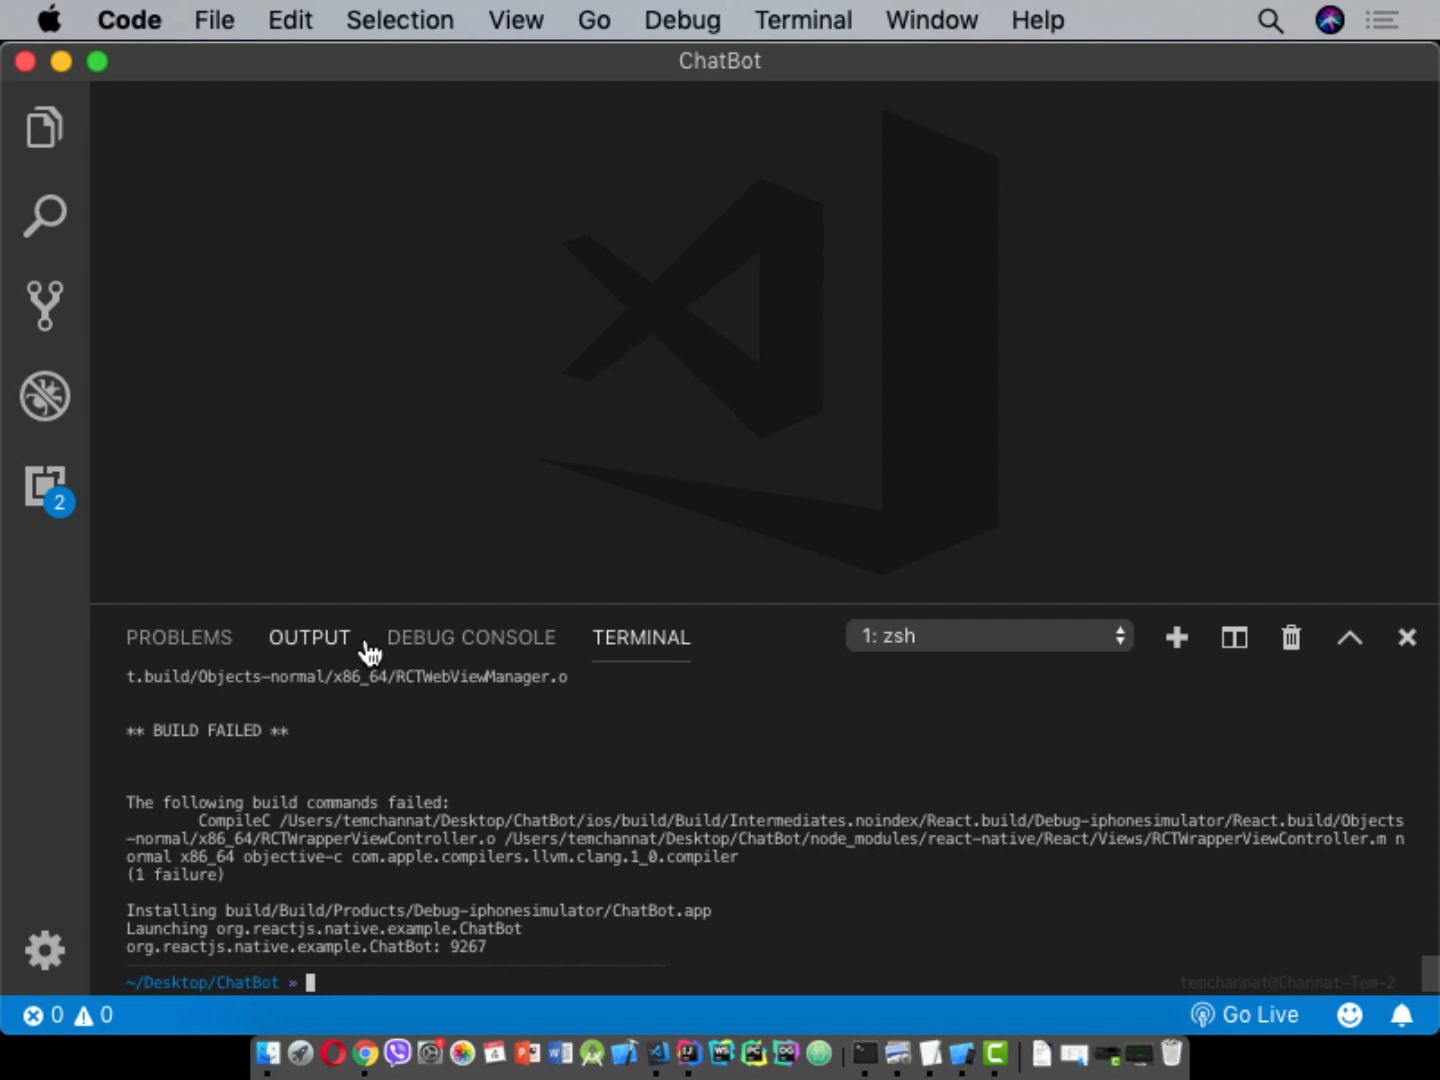 Code File Edit Selection View Go Debug Terminal Window Help
ChatBot
2
PROBLEMS OUTPUT DEBUG CONSOLE TERMINAL 1: zsh
t.build/Objects-normal/x86_64/RCTWebViewManager.o
** BUILD FAILED **
The following build commands failed:
CompileC /Users/temchannat/Desktop/ChatBot/ios/build/Build/Intermediates.noindex/React.build/Debug-iphonesimulator/React.build/Objects
-normal/x86_64/RCTWrapperViewController.o /Users/temchannat/Desktop/ChatBot/node_modules/react-native/React/Views/RCTWrapperViewController.m n
ormal x86_64 objective-c com.apple.compilers.llvm.clang.1_0.compiler
(1 failure)
Installing build/Build/Products/Debug-iphonesimulator/ChatBot.app
Launching org.reactjs.native.example.ChatBot
org.reactjs.native.example.ChatBot: 9267
~/Desktop/ChatBot » temchannat@Channat-Tem-2
0 0 Go Live